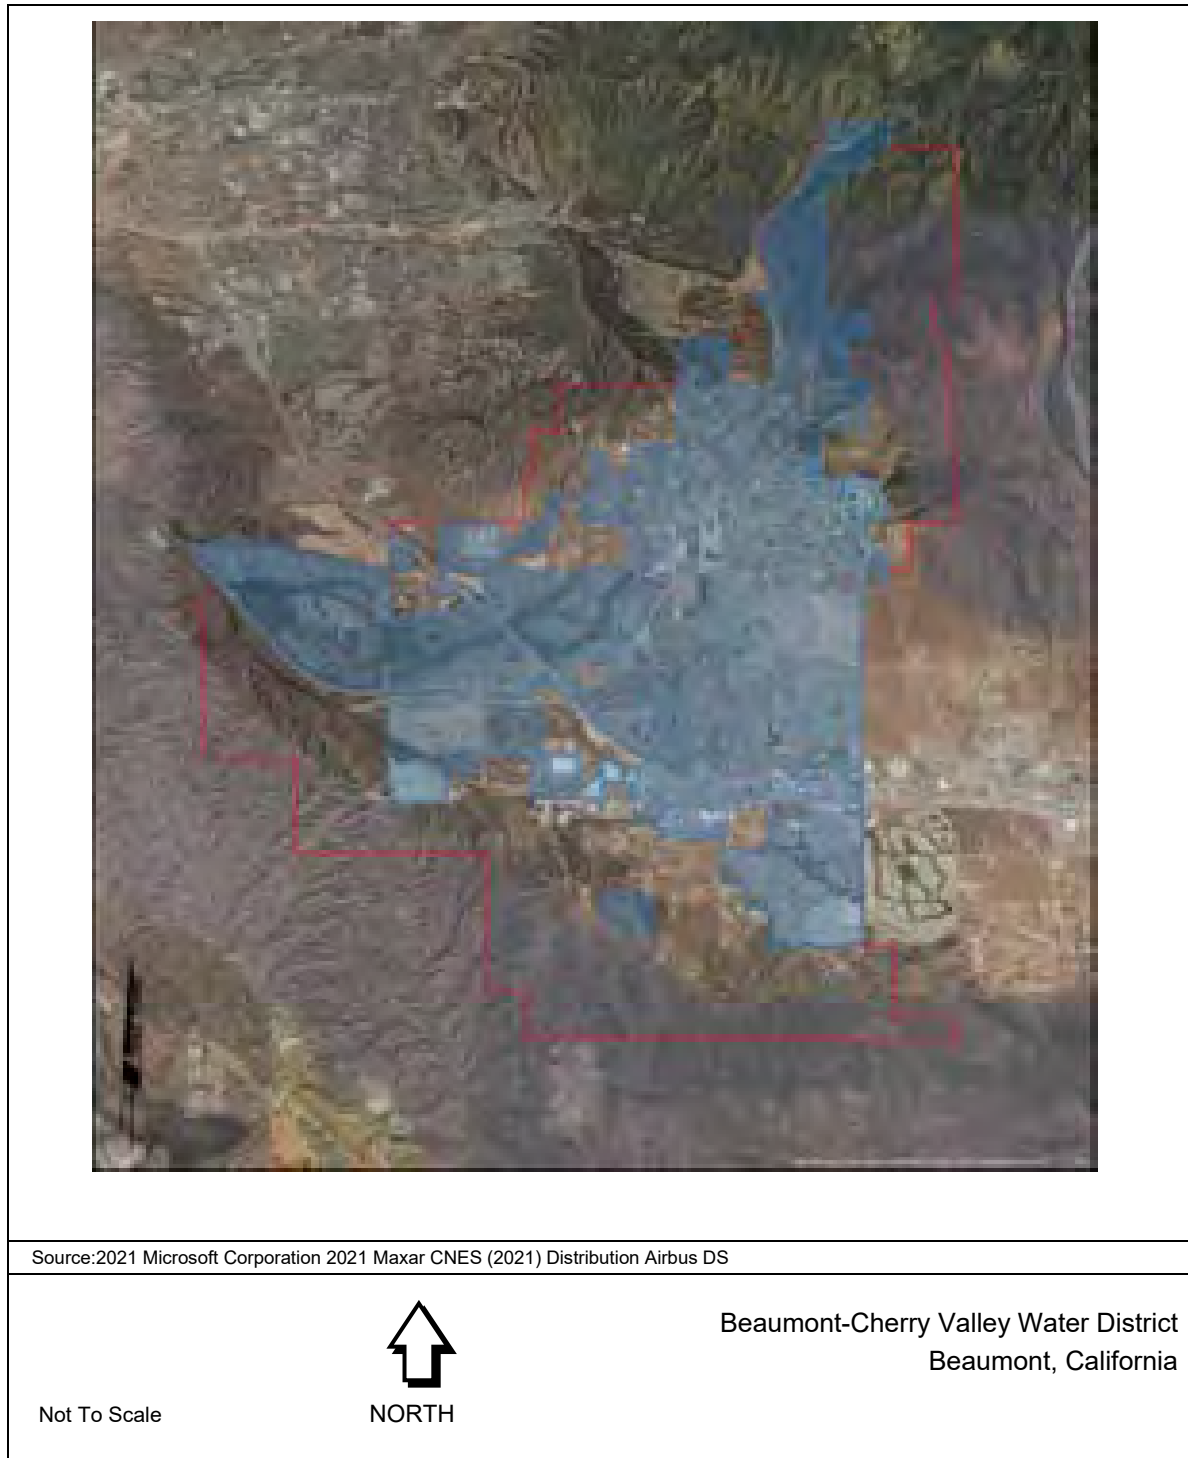 Source:2021 Microsoft Corporation 2021 Maxar CNES (2021) Distribution Airbus DS
Beaumont-Cherry Valley Water District
Beaumont, California
Not To Scale
NORTH